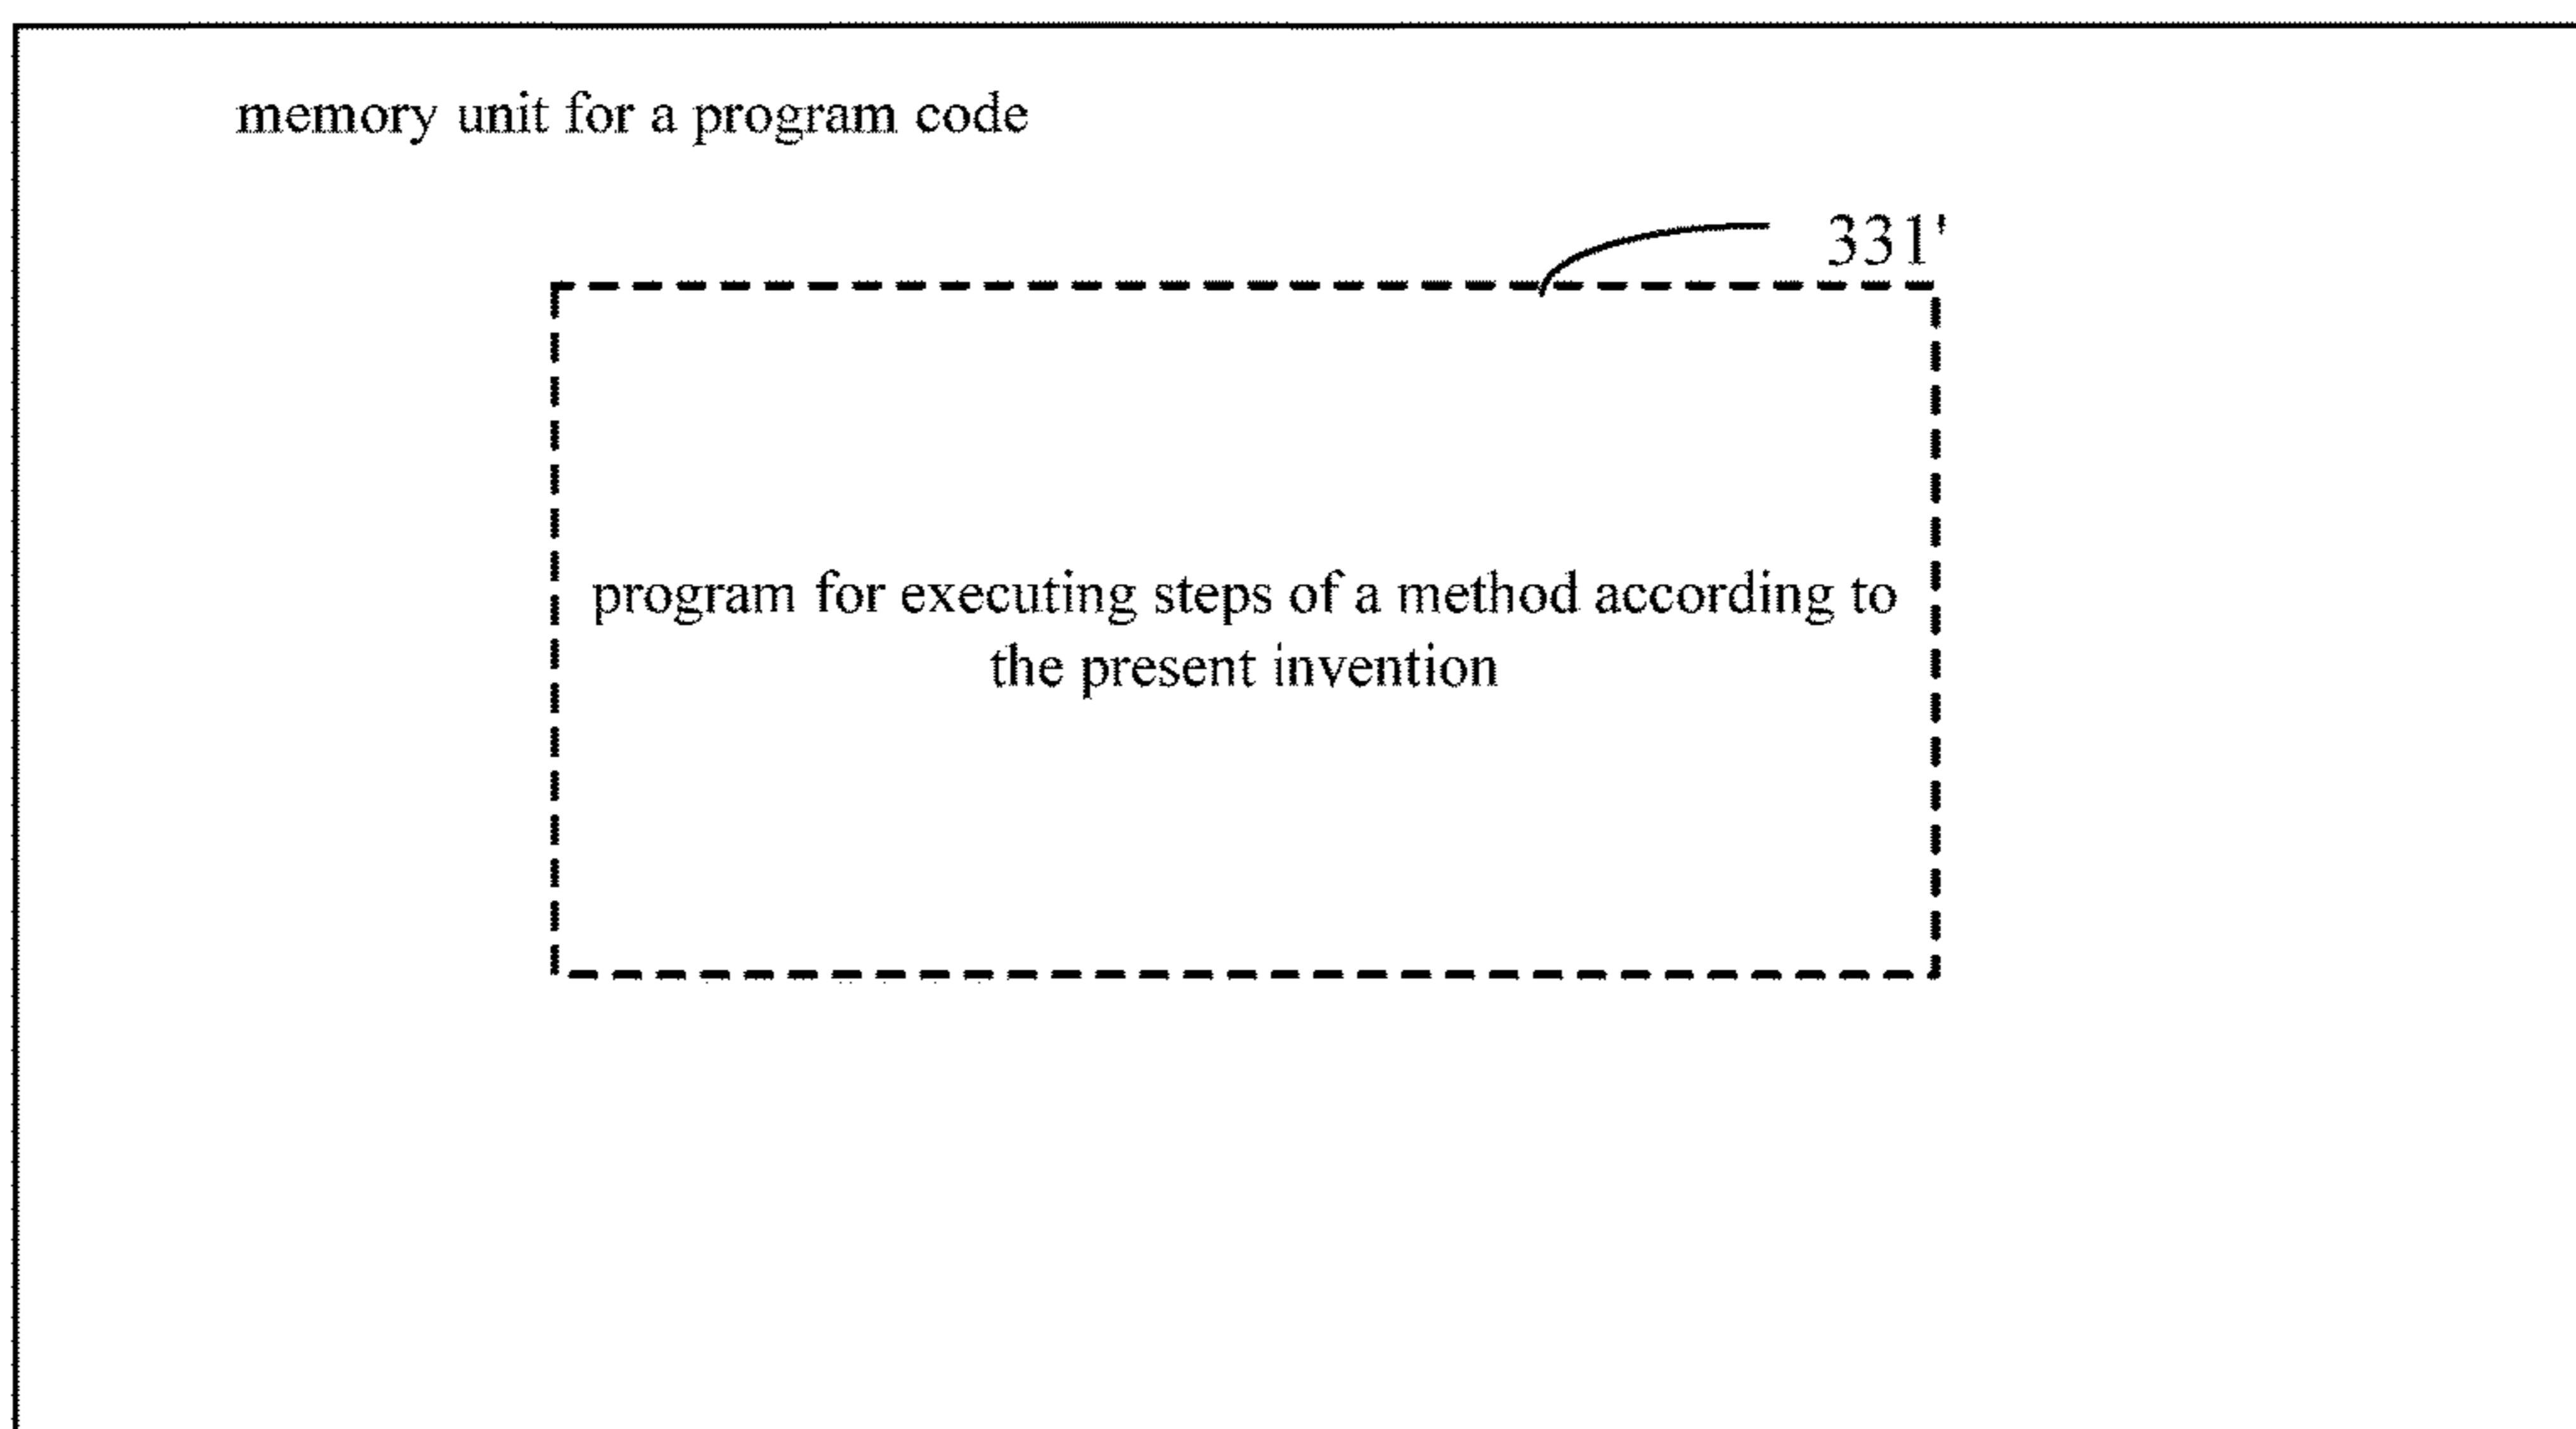 memory unit for a program code
331'
program for executing steps of a method according to
the present invention